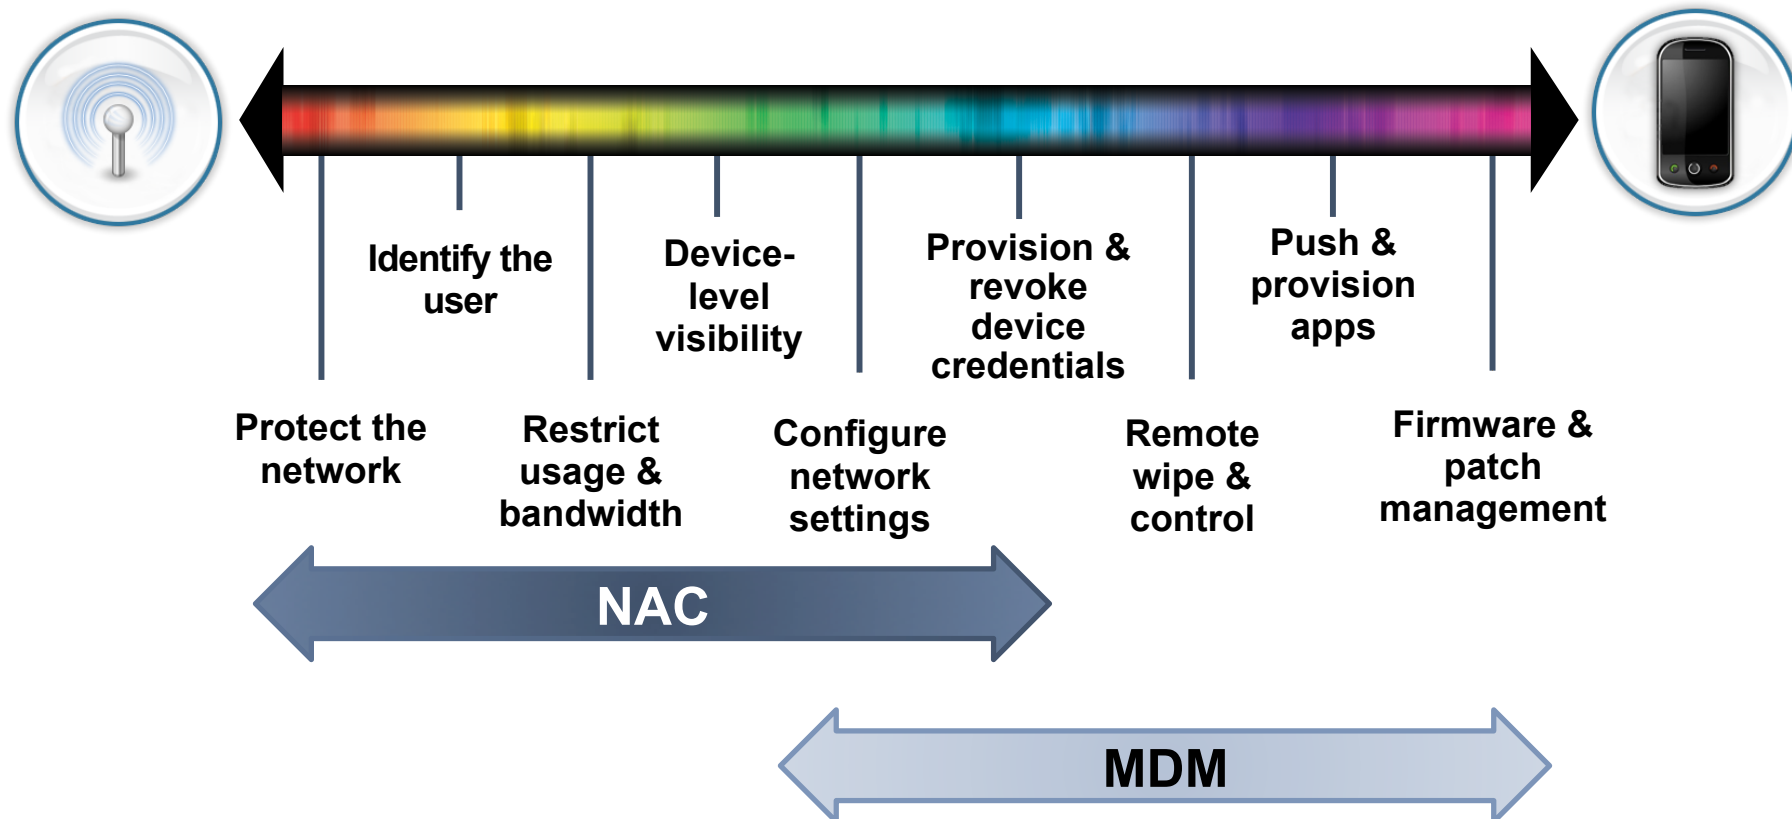 Identify the
user
Device-
level
visibility
Provision &
revoke
device
credentials
Push &
provision
apps
Protect the
network
Restrict
usage &
bandwidth
Configure
network
settings
Remote
wipe &
control
Firmware &
patch
management
NAC
MDM